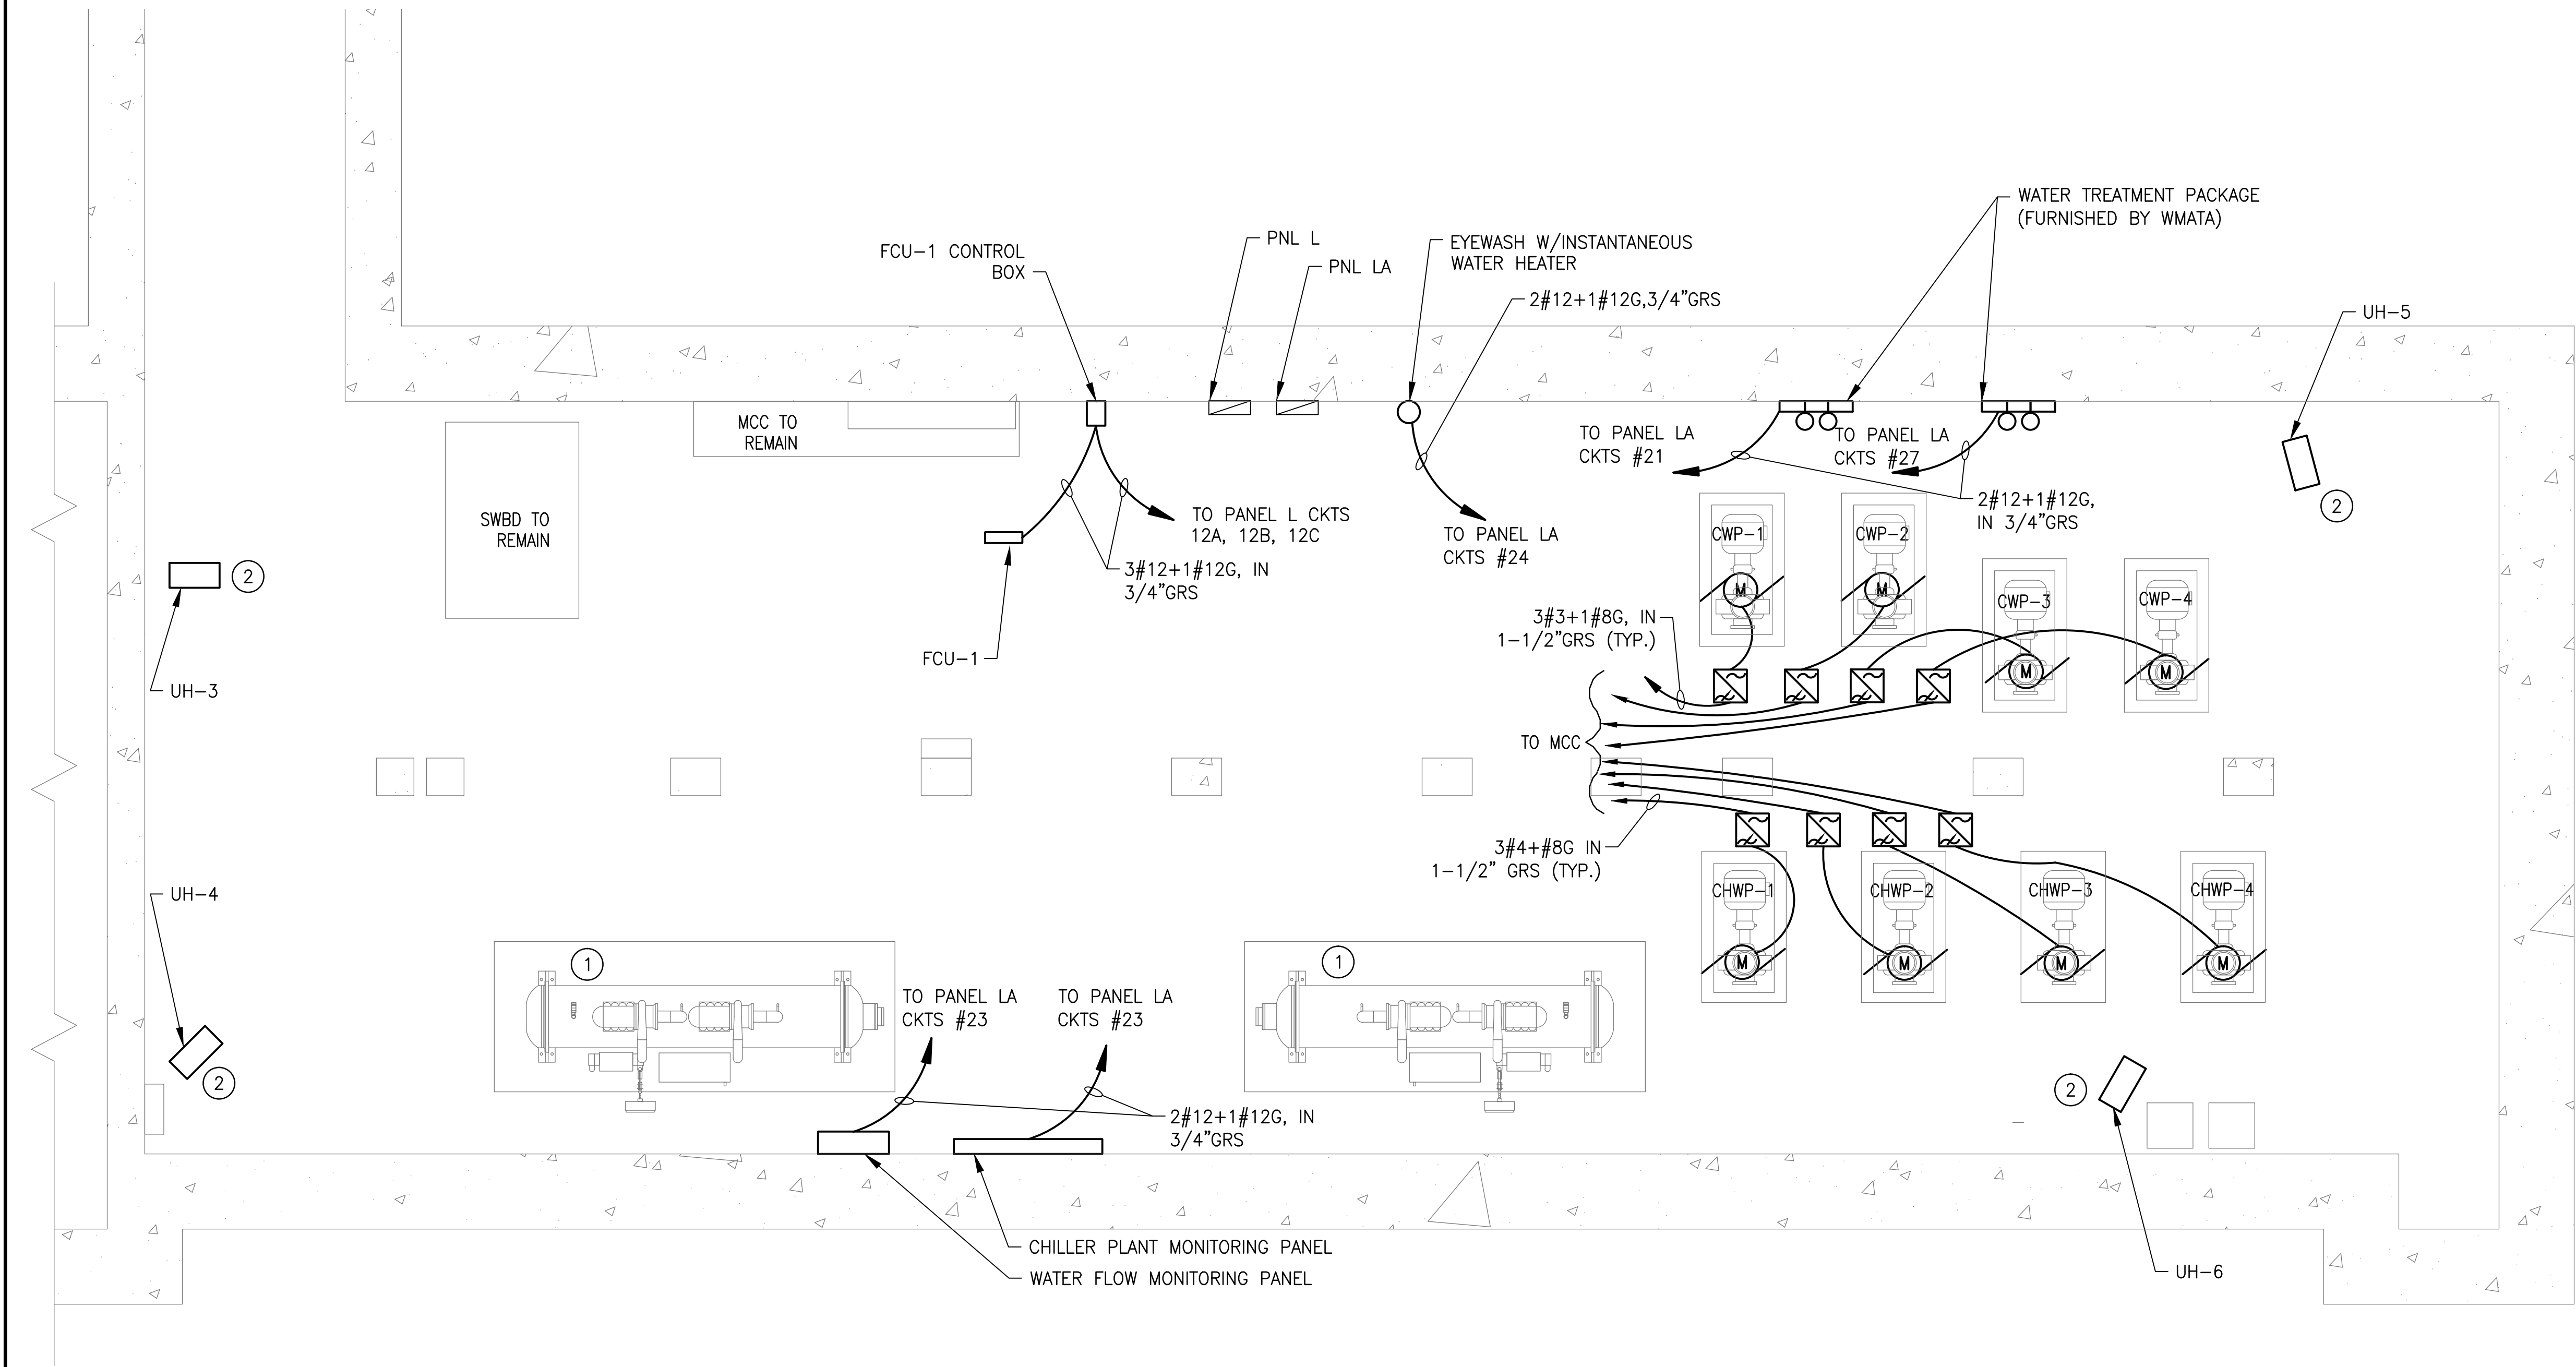 WATER TREATMENT PACKAGE
(FURNISHED BY WMATA)
FCU-1 CONTROL
BOX
PNL L
PNL LA
EYEWASH W/INSTANTANEOUS
WATER HEATER
2#12+1#12G,3/4"GRS
UH-5
MCC TO
REMAIN
TO PANEL LA
CKTS #21
TO PANEL LA
CKTS #27
2#12+1#12G,
IN 3/4"GRS
2
SWBD TO
REMAIN
TO PANEL L CKTS
12A, 12B, 12C
TO PANEL LA
CKTS #24
CWP-1
CWP-2
CWP-3
CWP-4
M
M
M
M
2
3#12+1#12G, IN
3/4"GRS
3#3+1#8G, IN
1-1/2"GRS (TYP.)
FCU-1
UH-3
TO MCC
3#4+#8G IN
1-1/2" GRS (TYP.)
UH-4
CHWP-1
CHWP-2
CHWP-3
CHWP-4
M
M
M
M
1
1
TO PANEL LA
CKTS #23
TO PANEL LA
CKTS #23
2
2
2#12+1#12G, IN
3/4"GRS
CHILLER PLANT MONITORING PANEL
WATER FLOW MONITORING PANEL
UH-6